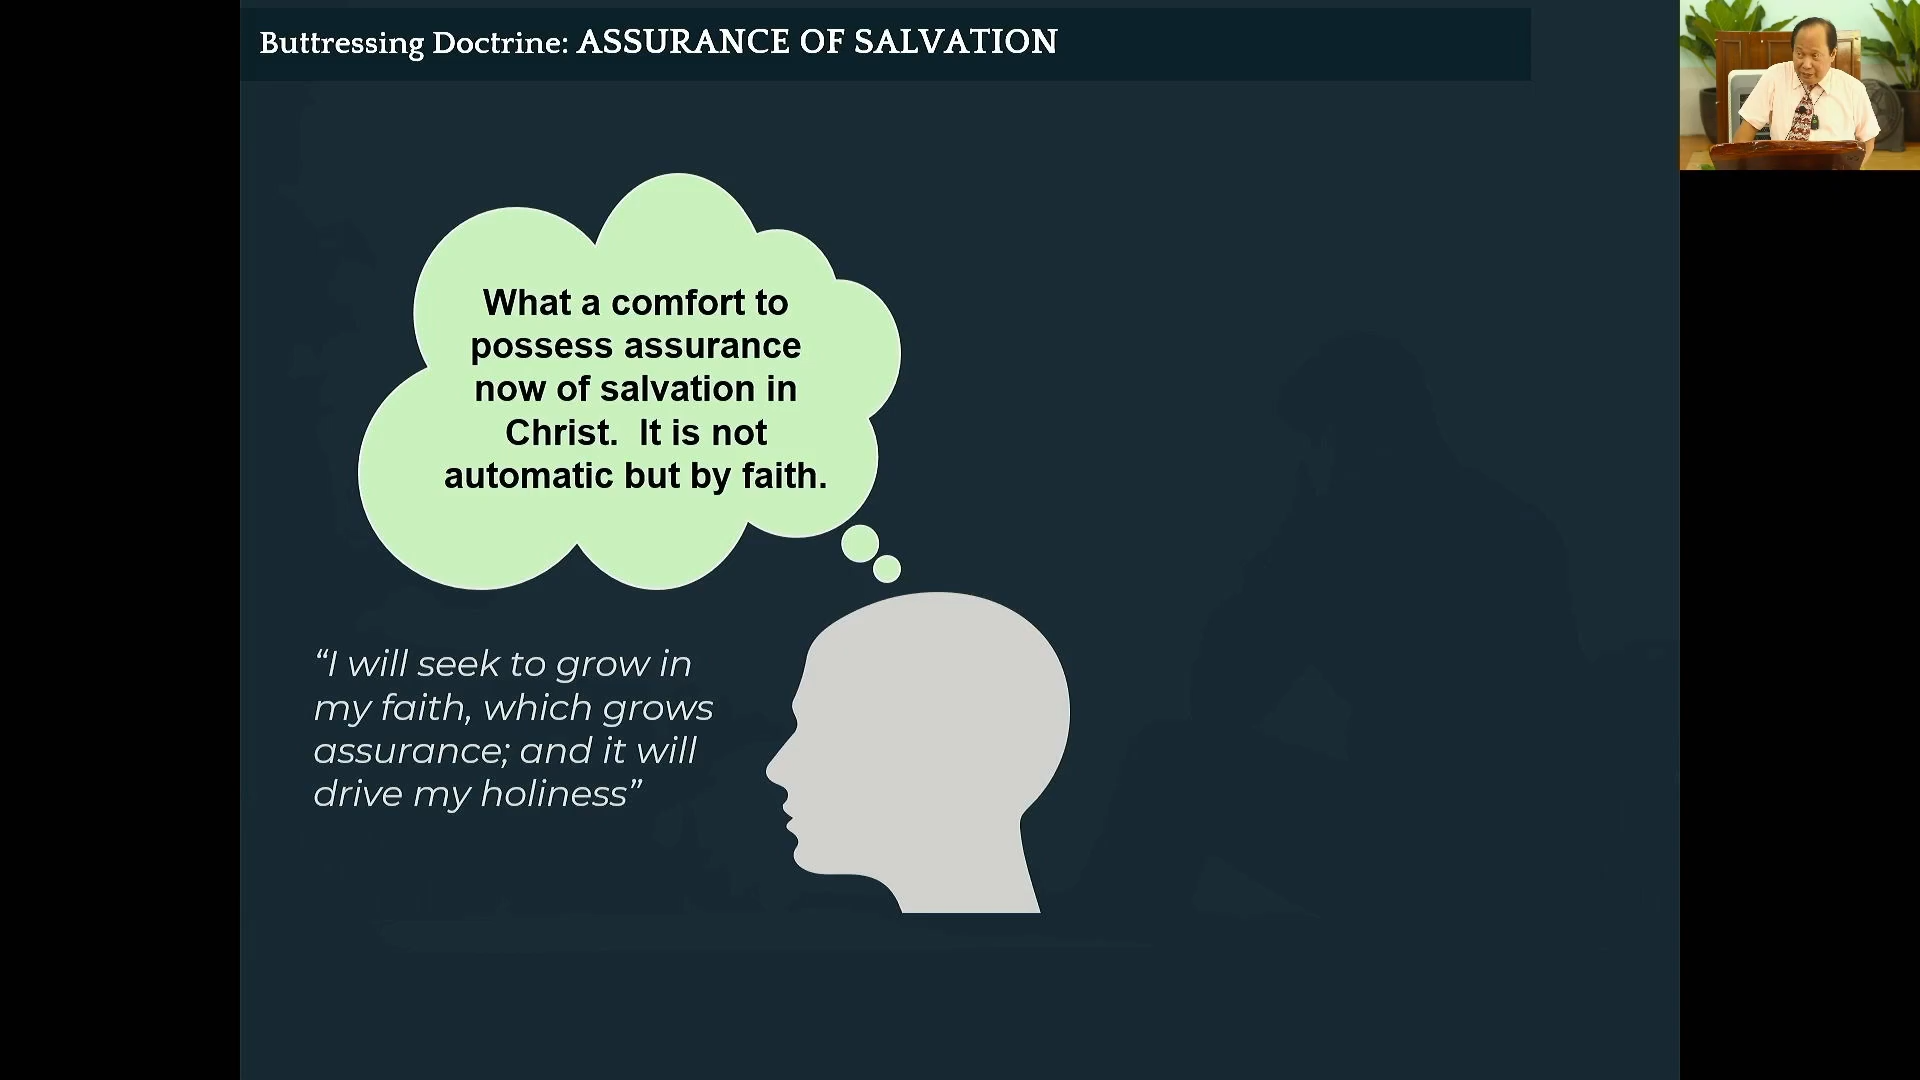 Buttressing Doctrine: ASSURANCE OF SALVATION
What a comfort to
possess assurance
now of salvation in
Christ.  It is not
automatic but by faith.
“I will seek to grow in
my faith, which grows
assurance; and it will
drive my holiness”